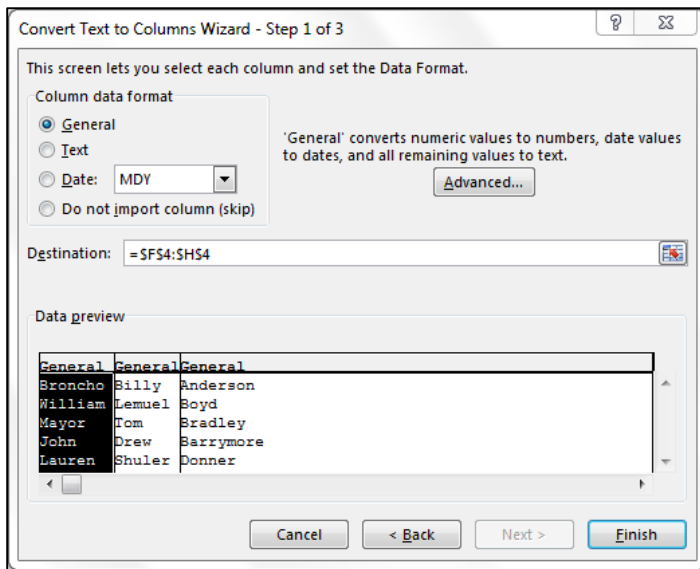 Convert Text to Columns Wizard - Step 1 of 3
?
This screen lets you select each column and set the Data Format.
Column data format
General
Text
Date: MDY
Do not import column (skip)
'General' converts numeric values to numbers, date values
to dates, and all remaining values to text.
Advanced...
Destination: =$F$4:$H$4
Data preview
General General General
Broncho Billy Anderson
William Lemuel Boyd
Mayor Tom Bradley
John Drew Barrymore
Lauren Shuler Donner
Cancel < Back Next > Finish